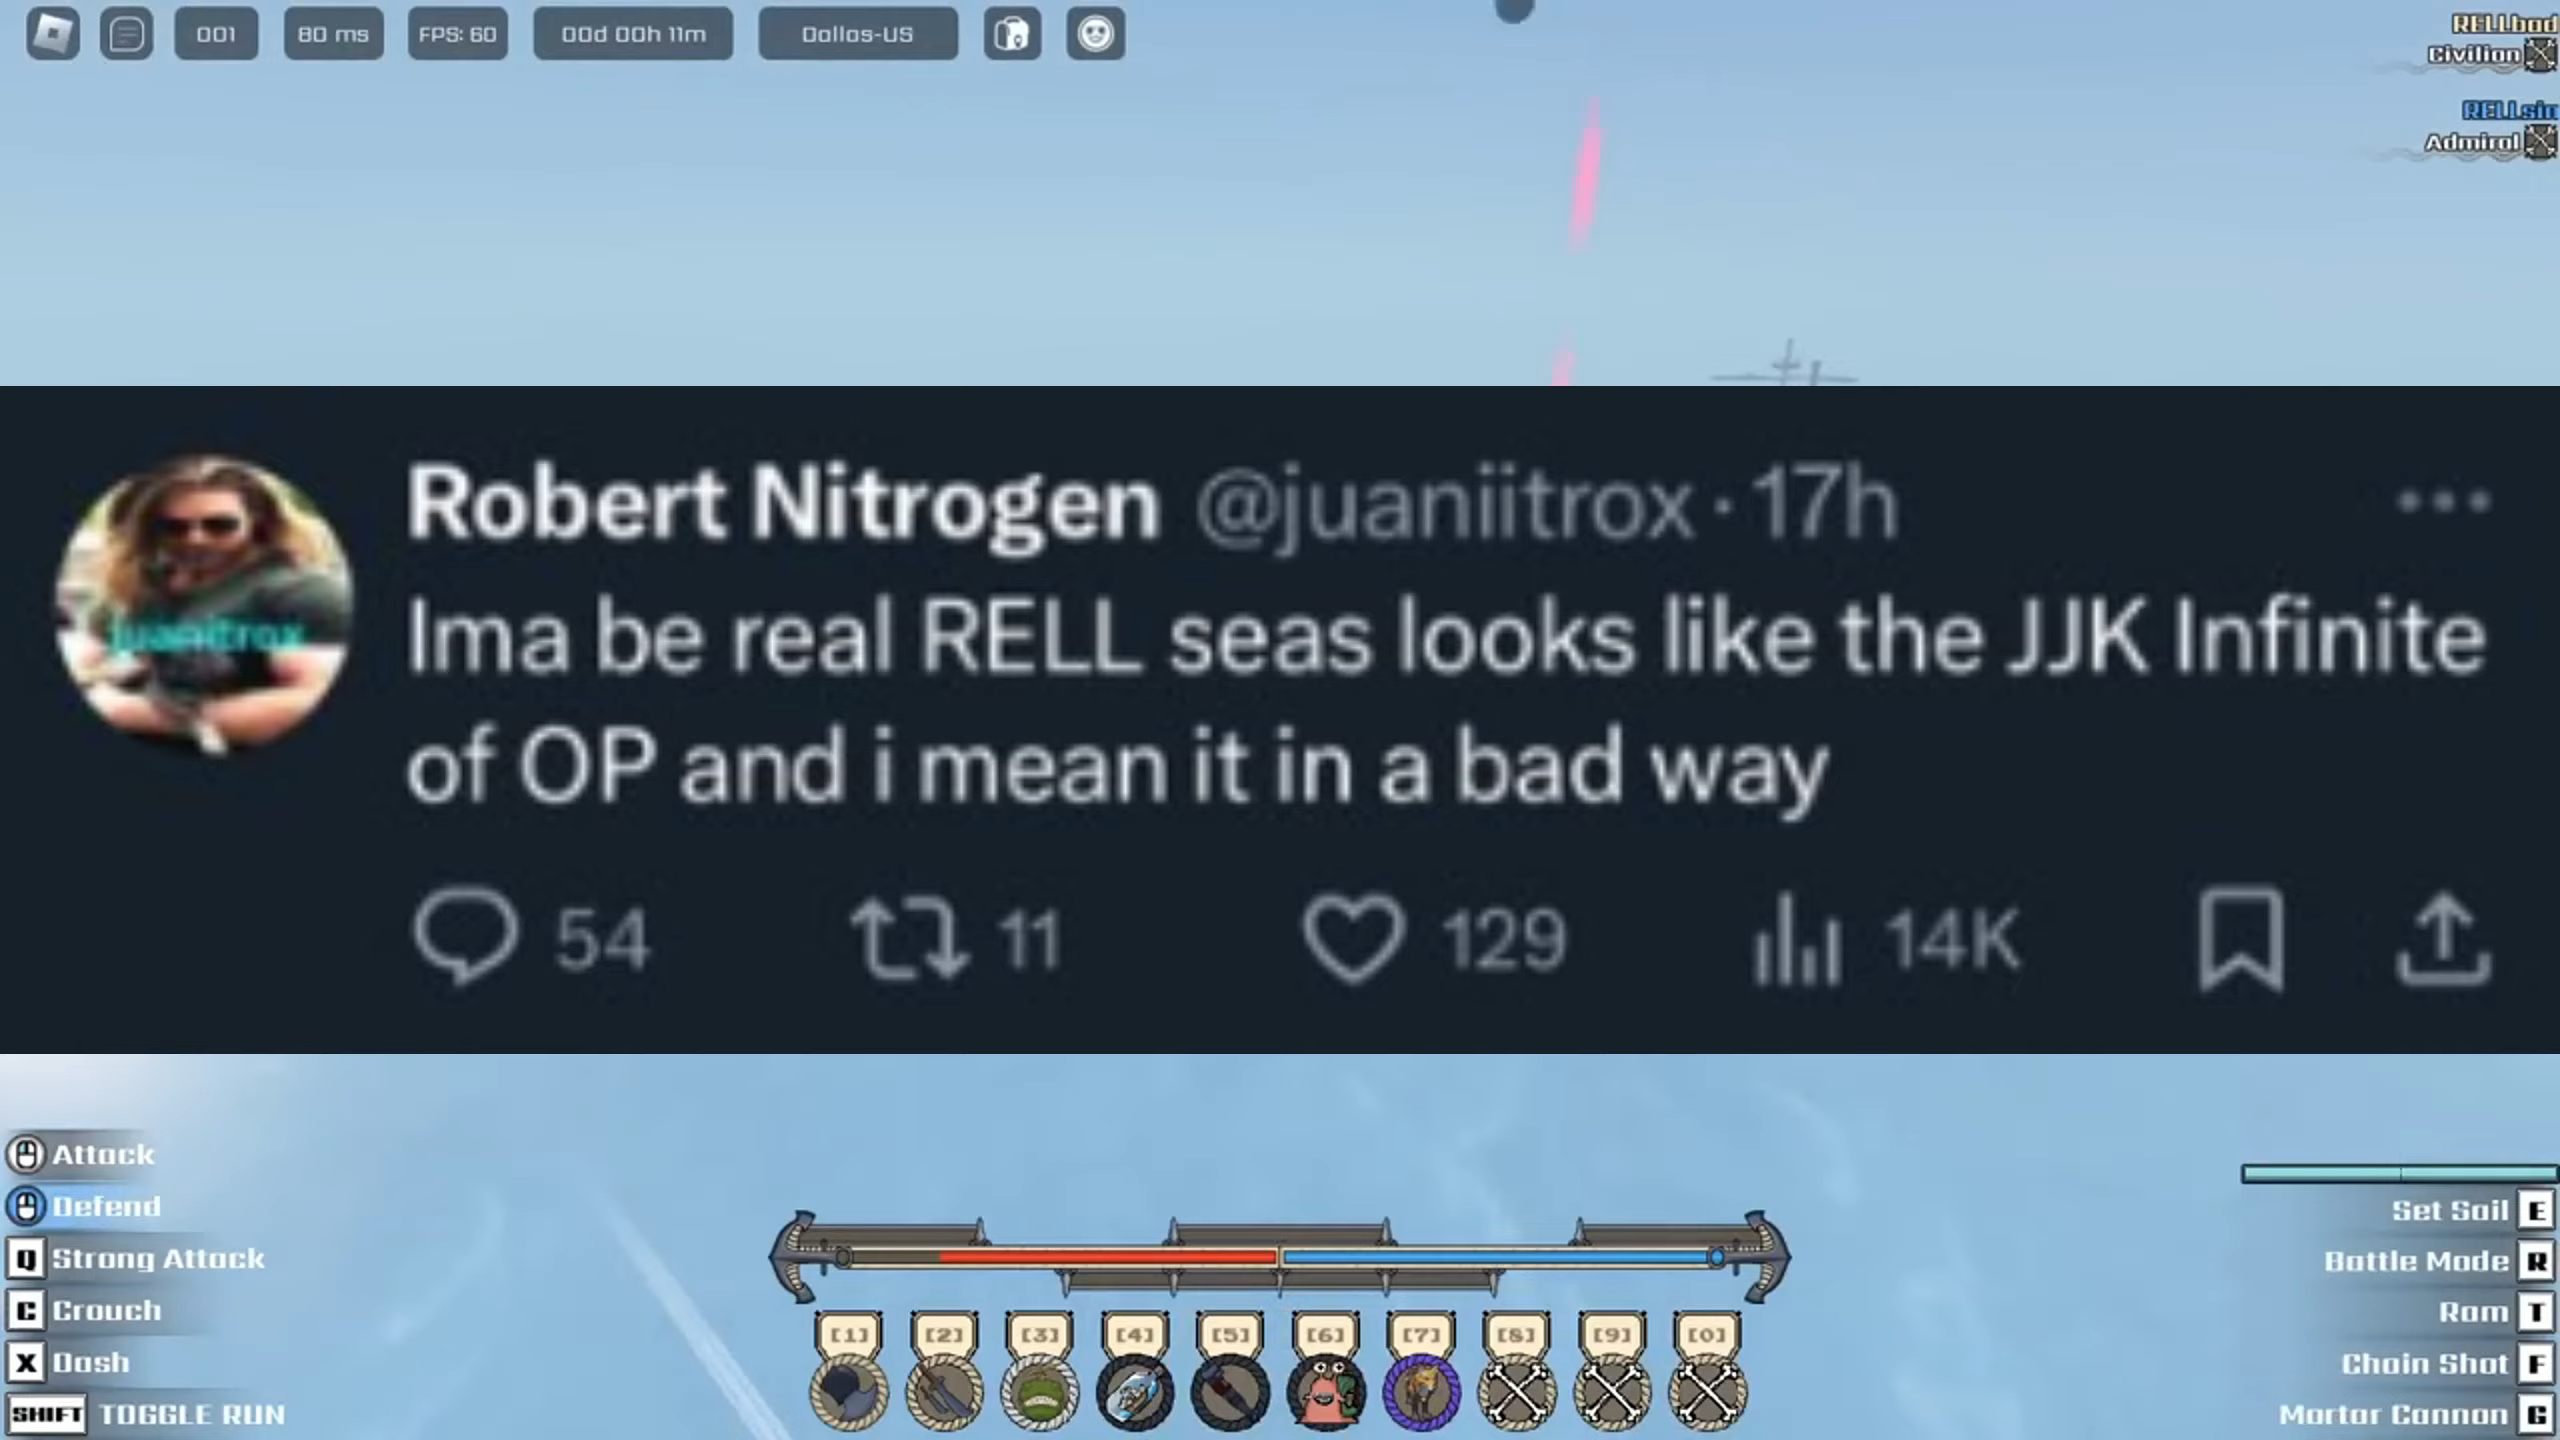 001 80 ms FPS: 60 00d 00h 11m Dallas-US
RELLbad
Civilian
RELLsin
Admiral
Robert Nitrogen @juaniitrox · 17h
Ima be real RELL seas looks like the JJK Infinite
of OP and i mean it in a bad way
juanitrox
54 11 129 14K
Attack
Defend
Q Strong Attack
C Crouch
X Dash
SHIFT TOGGLE RUN
[1] [2] [3] [4] [5] [6] [7] [8] [9] [0]
Set Sail E
Battle Mode R
Ram T
Chain Shot F
Mortar Cannon G